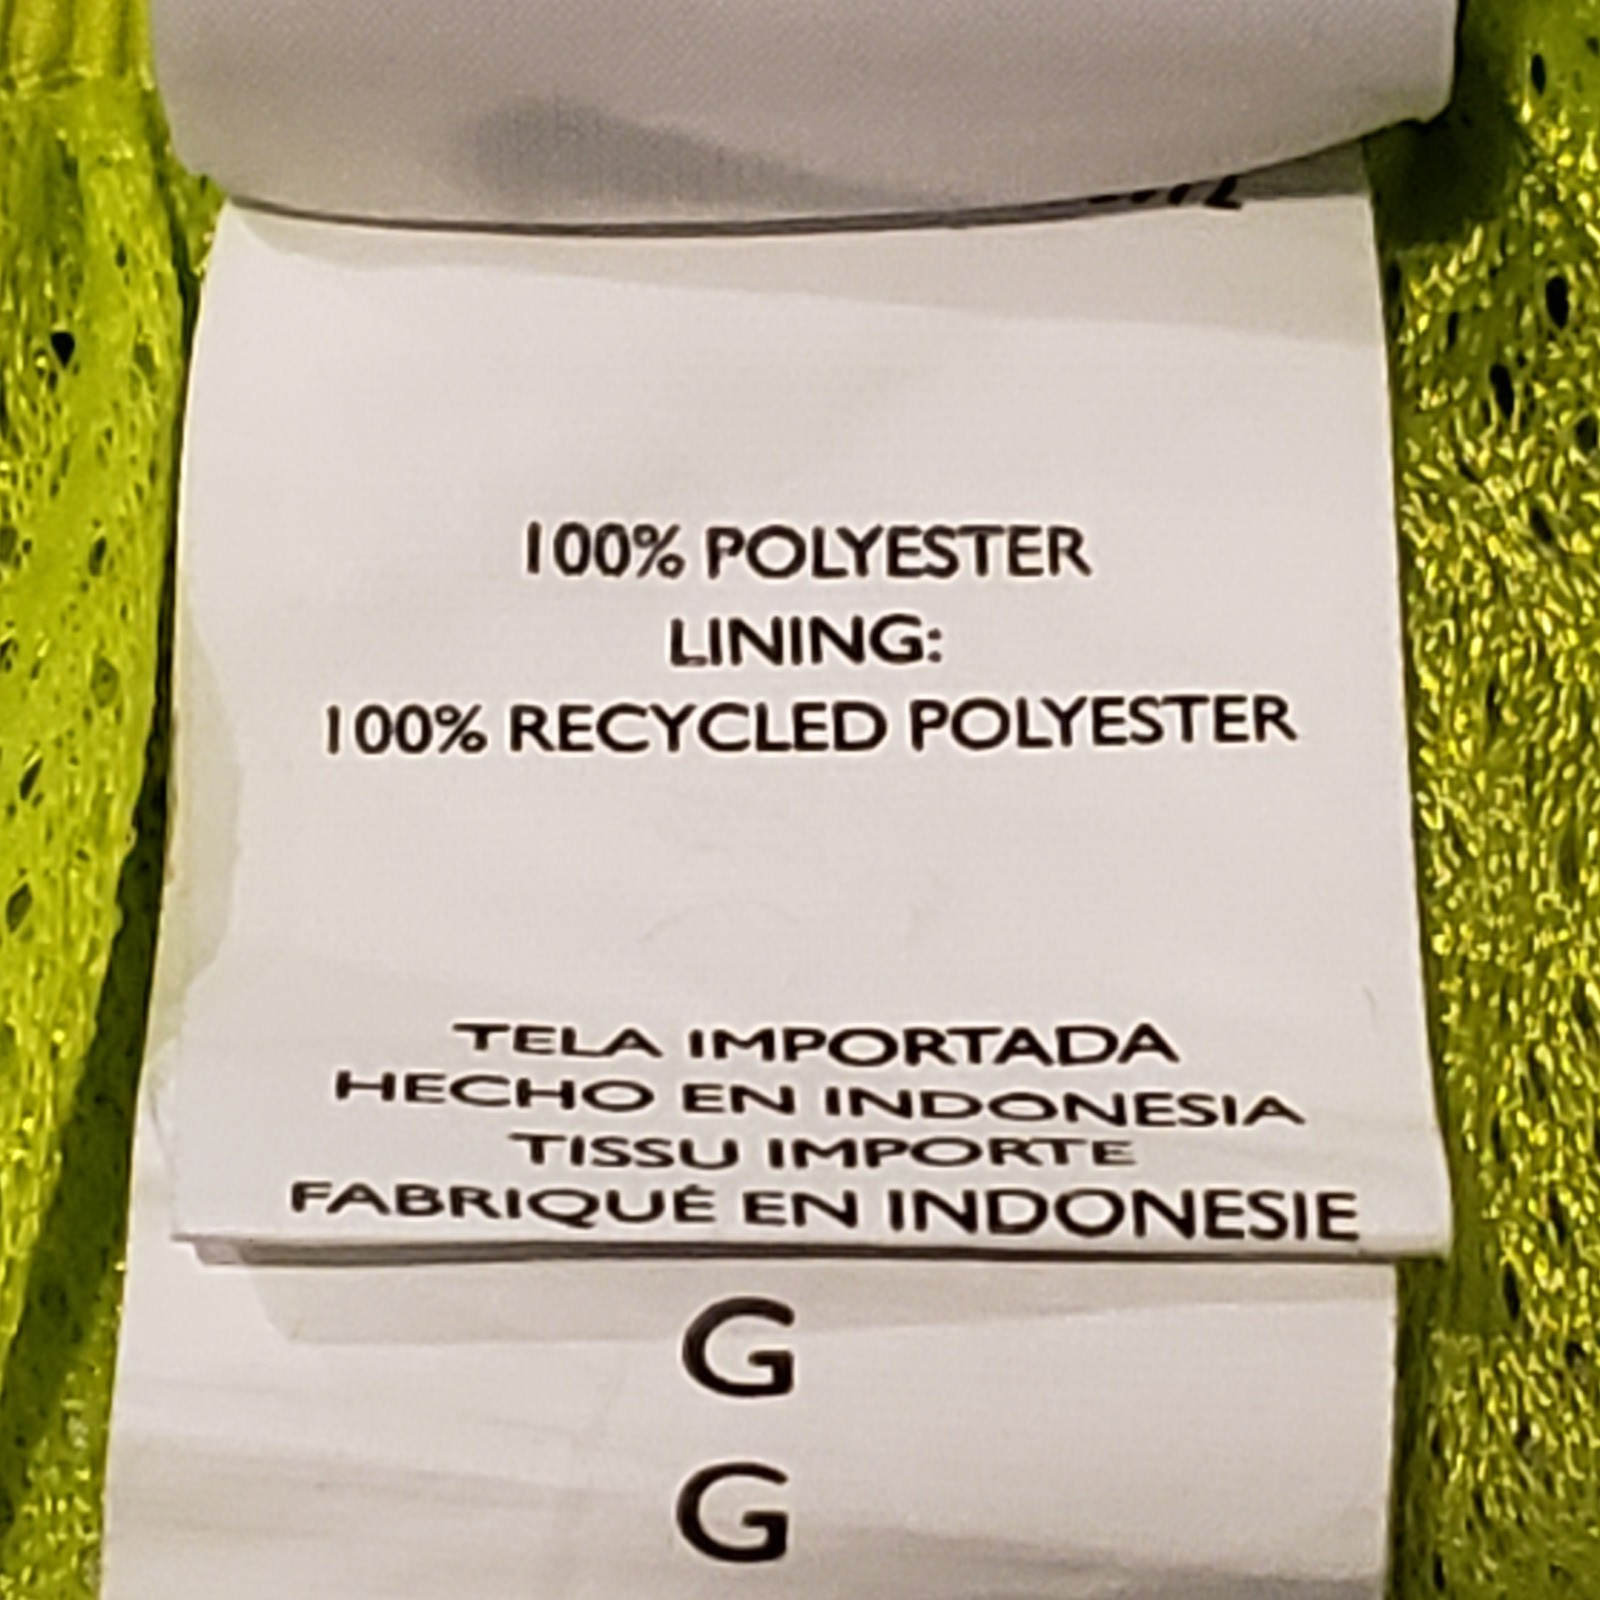 100% POLYESTER
LINING:
100% RECYCLED POLYESTER
TELA IMPORTADA
HECHO EN INDONESIA
TISSU IMPORTE
FABRIQUÉ EN INDONESIE
G
G